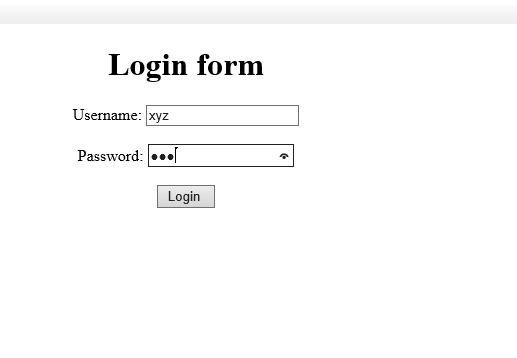 Login form
Username: xyz
Password: •••
Login